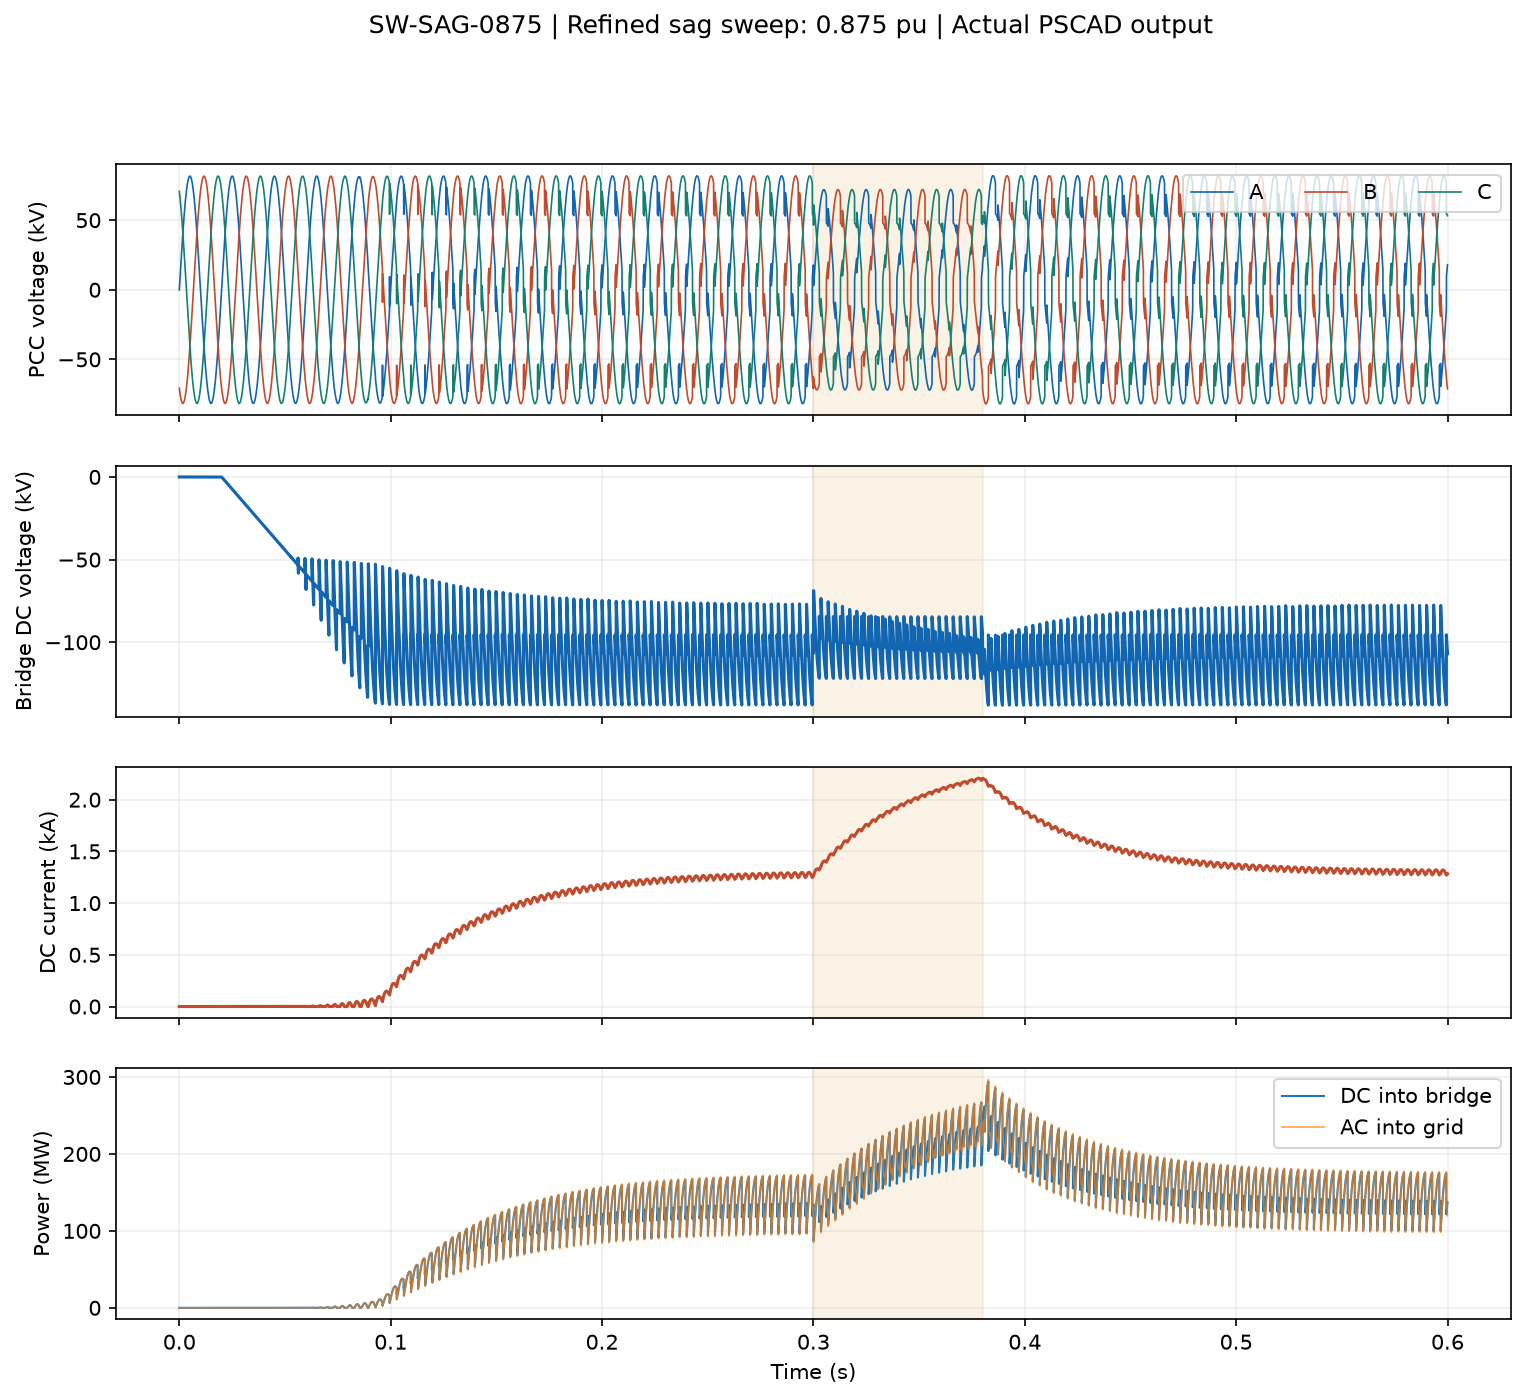 SW-SAG-0875 | Refined sag sweep: 0.875 pu | Actual PSCAD output
PCC voltage (kV)
50
0
−50
A B C
Bridge DC voltage (kV)
0
−50
−100
DC current (kA)
2.0
1.5
1.0
0.5
0.0
Power (MW)
300
200
100
0
DC into bridge
AC into grid
0.0 0.1 0.2 0.3 0.4 0.5 0.6
Time (s)